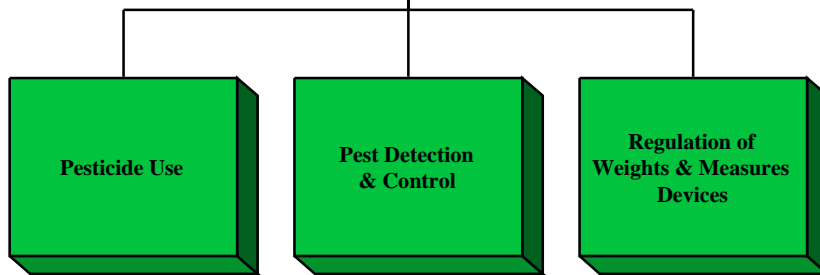 Pesticide Use
Pest Detection
& Control
Regulation of
Weights & Measures
Devices